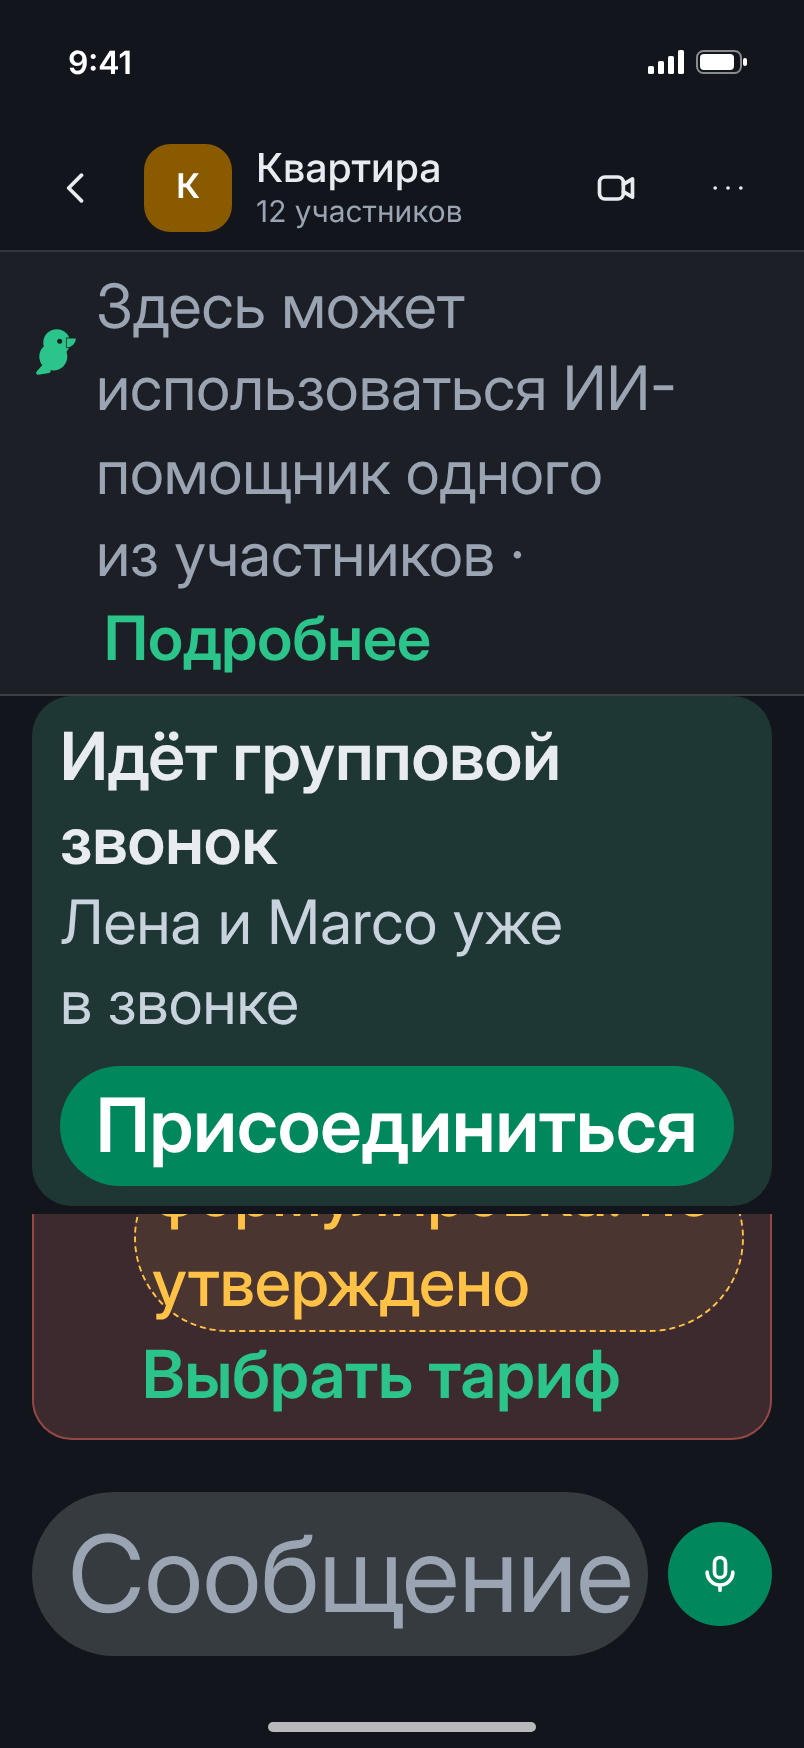 9:41
К
Квартира
12 участников
Здесь может
использоваться ИИ-
помощник одного
из участников ·
Подробнее
Идёт групповой
звонок
Лена и Marco уже
в звонке
Присоединиться
утверждено
Выбрать тариф
Сообщение